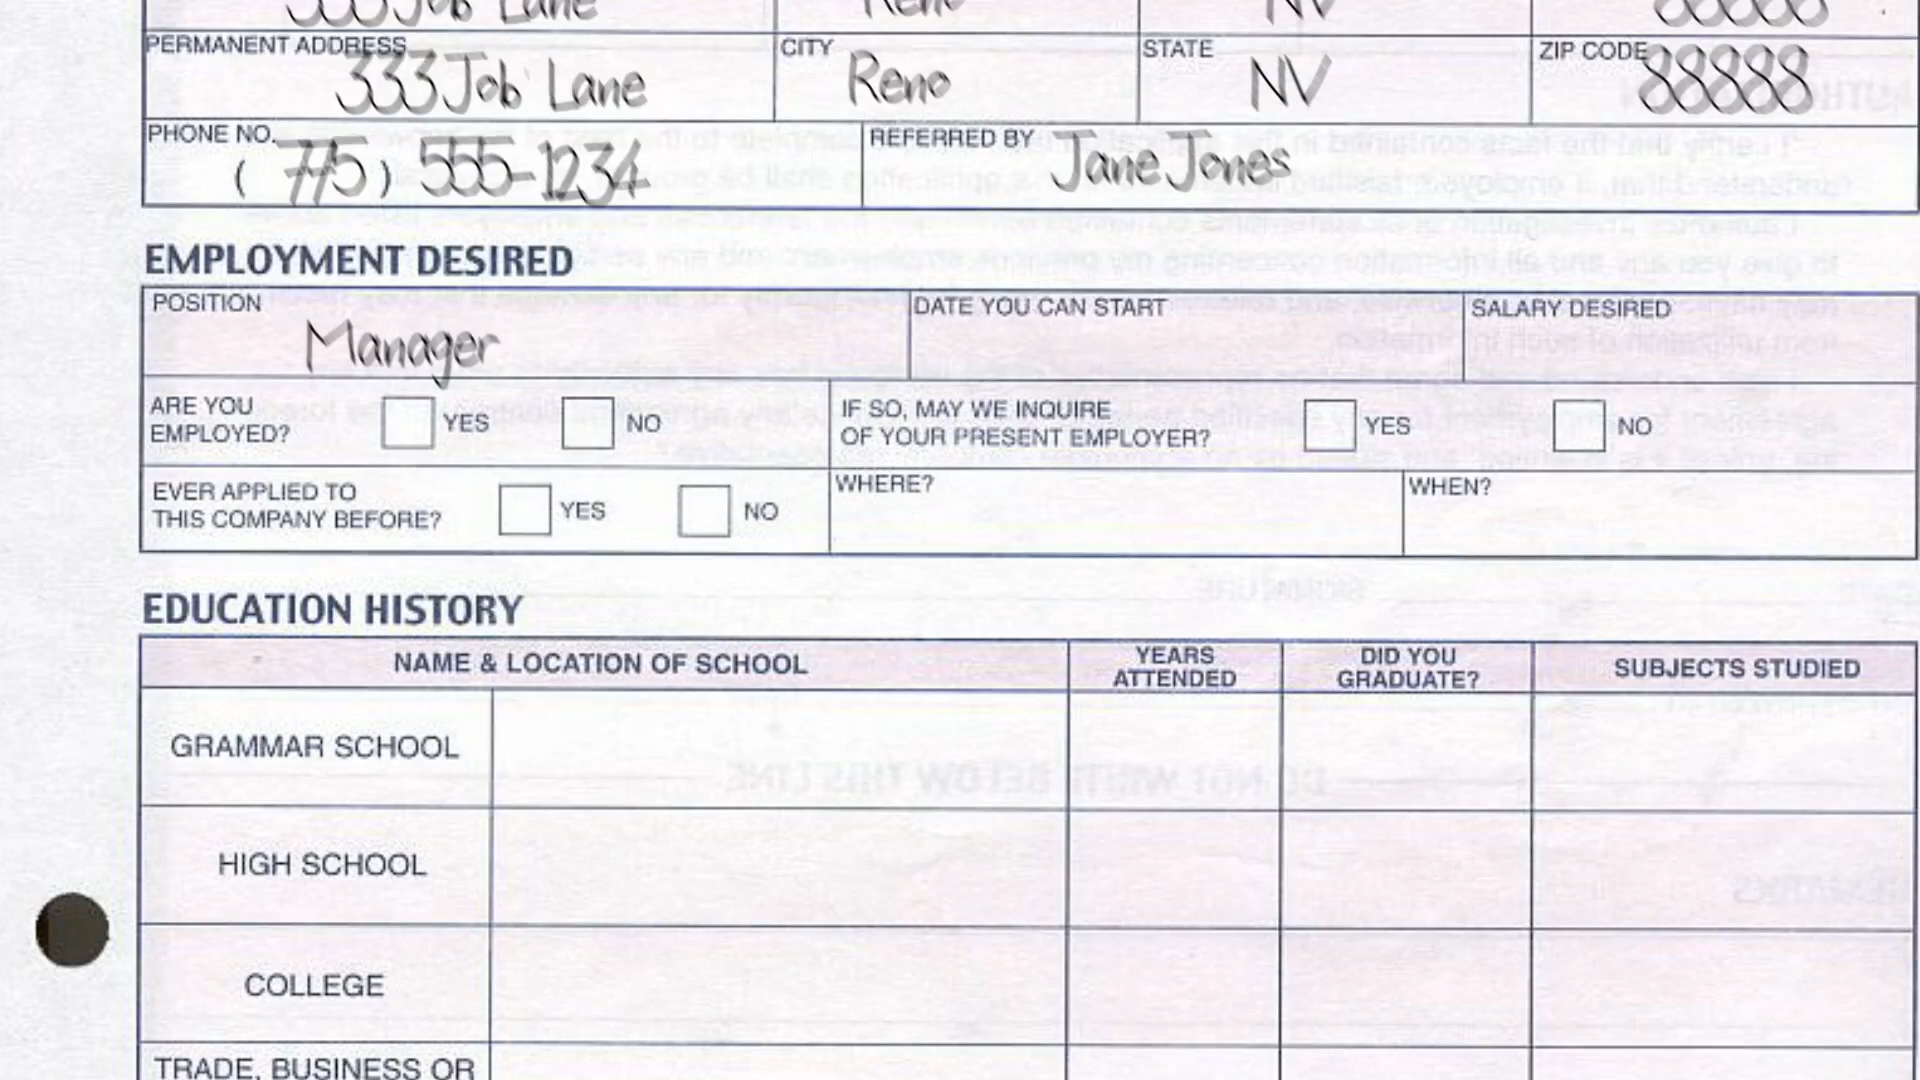 333 Job Lane Reno NV 88888
PERMANENT ADDRESS CITY STATE ZIP CODE
333 Job Lane Reno NV 88888
PHONE NO. REFERRED BY Jane Jones
(775) 555-1234
EMPLOYMENT DESIRED
POSITION DATE YOU CAN START SALARY DESIRED
Manager
ARE YOU
EMPLOYED? YES NO
IF SO, MAY WE INQUIRE
OF YOUR PRESENT EMPLOYER? YES NO
EVER APPLIED TO
THIS COMPANY BEFORE? YES NO
WHERE? WHEN?
EDUCATION HISTORY
NAME & LOCATION OF SCHOOL
YEARS
ATTENDED
DID YOU
GRADUATE?
SUBJECTS STUDIED
GRAMMAR SCHOOL
HIGH SCHOOL
COLLEGE
TRADE, BUSINESS OR